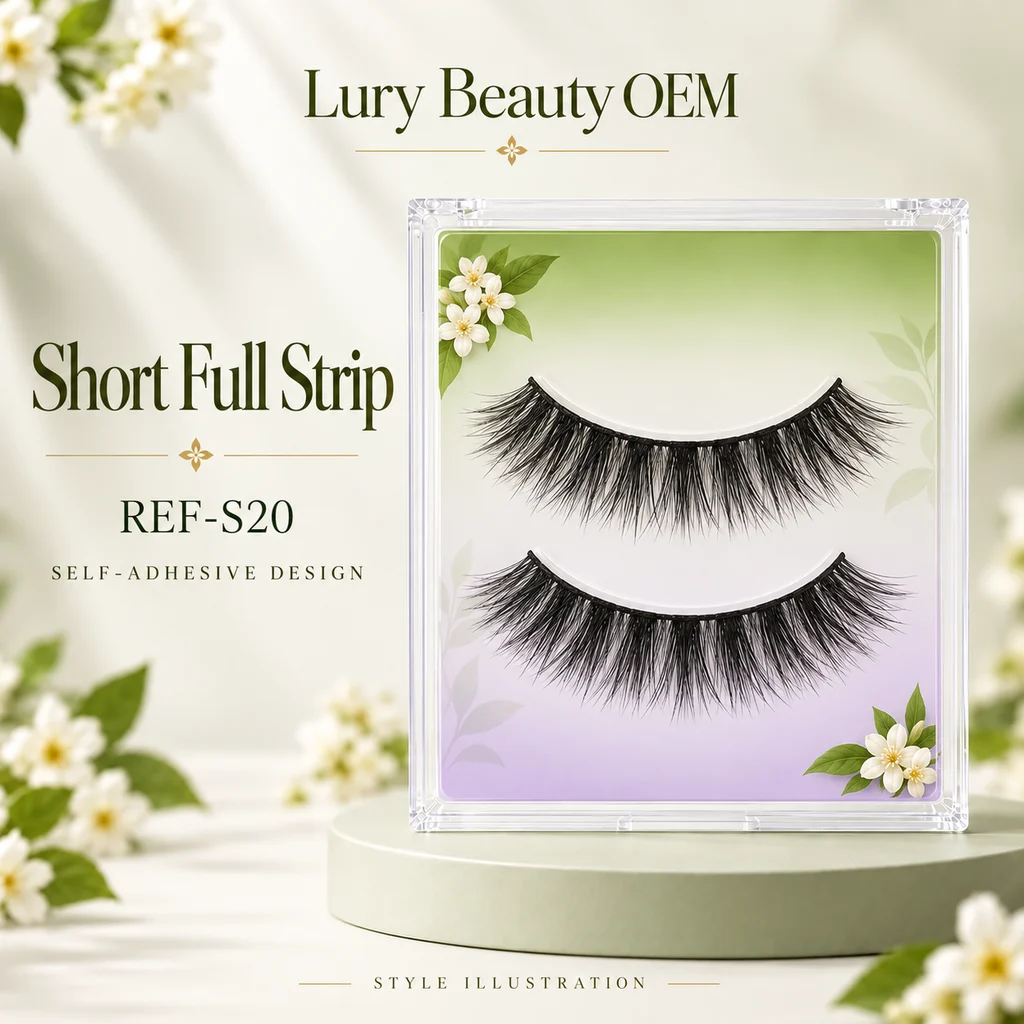 Lury Beauty OEM
Short Full Strip
REF-S20
SELF-ADHESIVE DESIGN
STYLE ILLUSTRATION